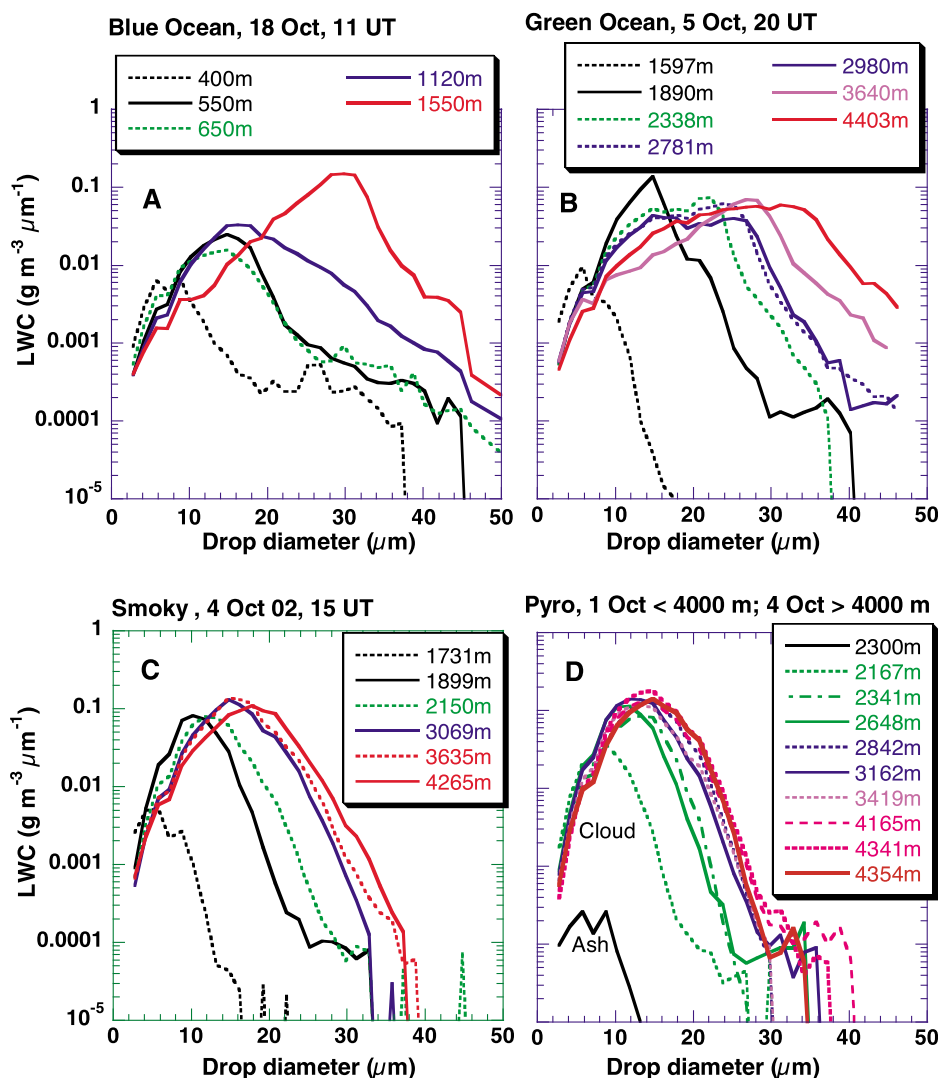 Blue Ocean, 18 Oct, 11 UT
400m
550m
650m
1120m
1550m
A
LWC (g m-3 µm-1)
1
0.1
0.01
0.001
0.0001
10-5
0 10 20 30 40 50
Drop diameter (µm)
Green Ocean, 5 Oct, 20 UT
1597m
1890m
2338m
2781m
2980m
3640m
4403m
B
0 10 20 30 40 50
Drop diameter (µm)
Smoky , 4 Oct 02, 15 UT
1731m
1899m
2150m
3069m
3635m
4265m
C
LWC (g m-3 µm-1)
1
0.1
0.01
0.001
0.0001
10-5
0 10 20 30 40 50
Drop diameter (µm)
Pyro, 1 Oct < 4000 m; 4 Oct > 4000 m
2300m
2167m
2341m
2648m
2842m
3162m
3419m
4165m
4341m
4354m
D
Cloud
Ash
0 10 20 30 40 50
Drop diameter (µm)